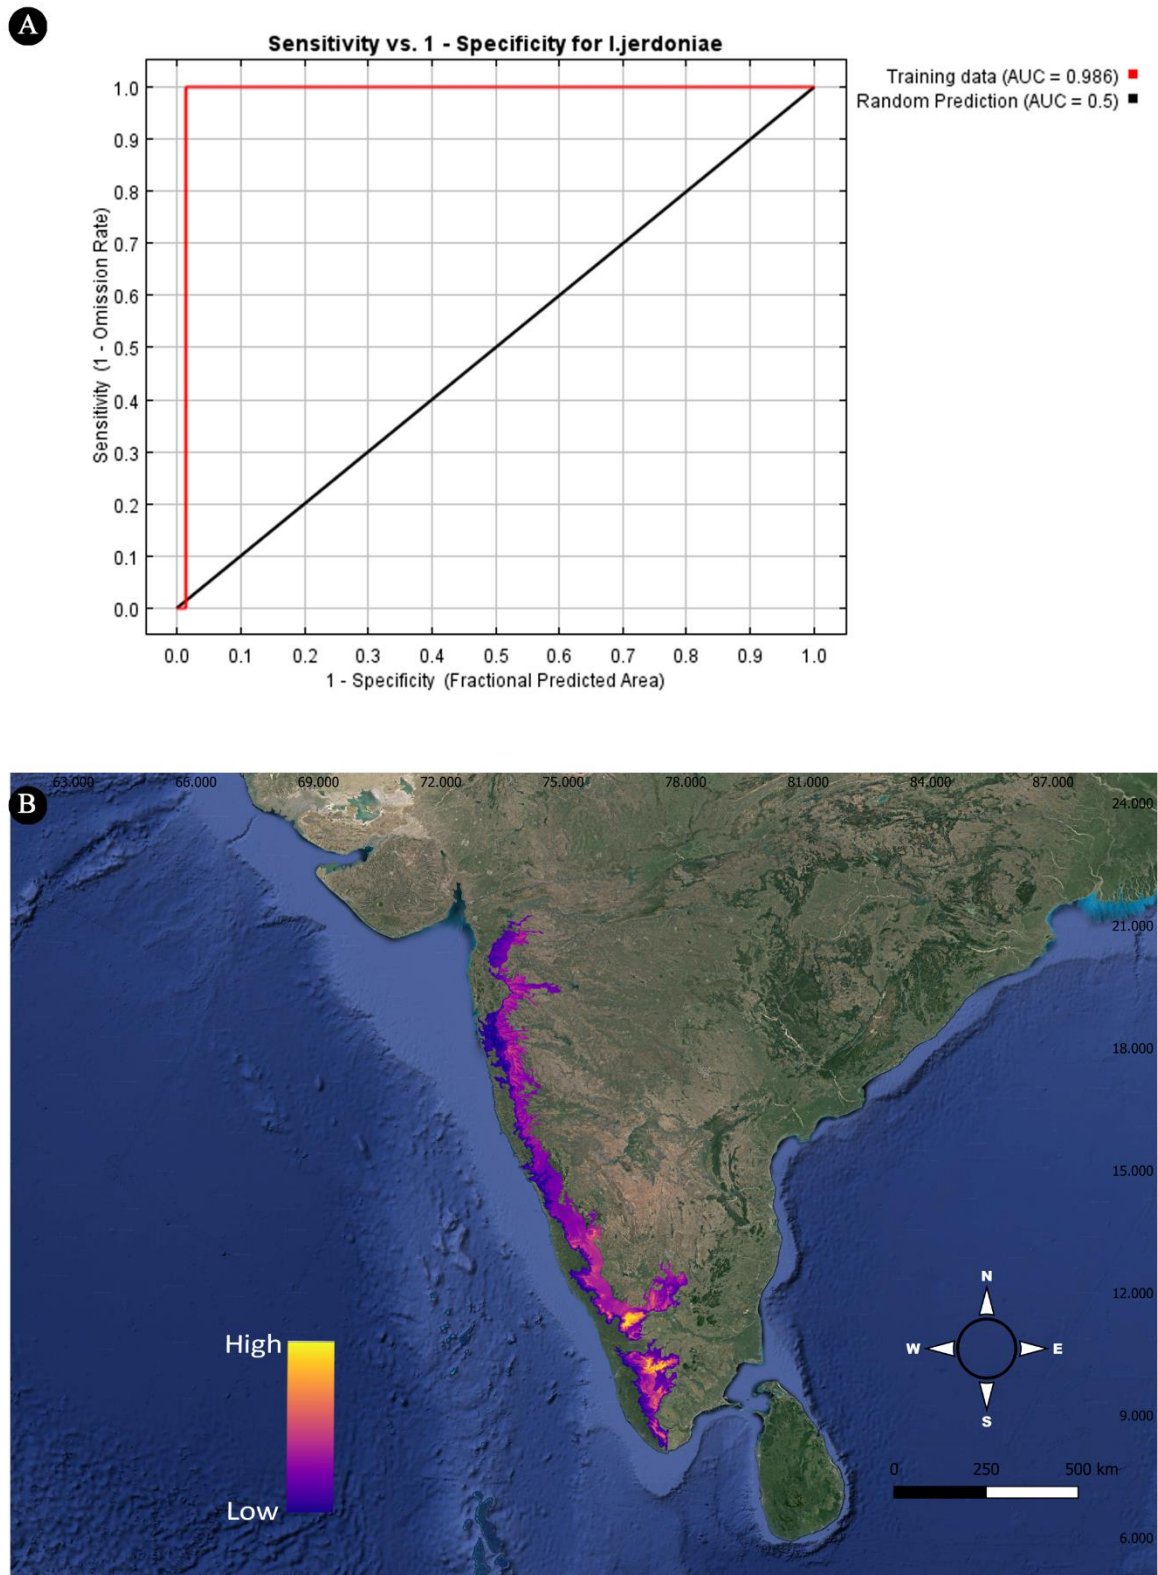 A
Sensitivity vs. 1 - Specificity for I.jerdoniae
Training data (AUC = 0.986)
Random Prediction (AUC = 0.5)
Sensitivity (1 - Omission Rate)
1.0
0.9
0.8
0.7
0.6
0.5
0.4
0.3
0.2
0.1
0.0
0.0 0.1 0.2 0.3 0.4 0.5 0.6 0.7 0.8 0.9 1.0
1 - Specificity (Fractional Predicted Area)
B
63.000 66.000 69.000 72.000 75.000 78.000 81.000 84.000 87.000
24.000
21.000
18.000
15.000
12.000
9.000
6.000
High
Low
N
W E
S
0 250 500 km